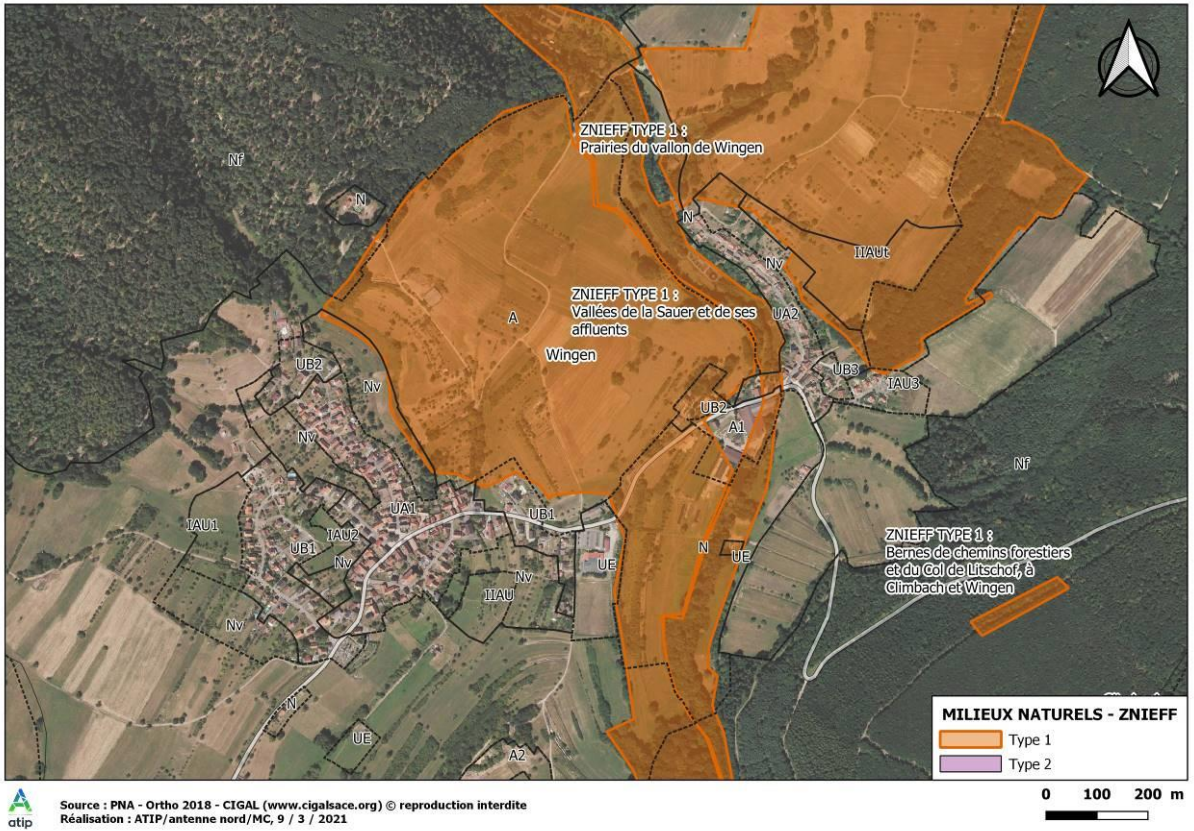 ZNIEFF TYPE 1 :
Prairies du vallon de Wingen
Nf
N
N
IIAUt
Nv
ZNIEFF TYPE 1 :
Vallées de la Sauer et de ses
affluents
A
UA2
Wingen
UB2
UB3
IAU3
Nv
UB2
A1
Nv
Nf
UA1
UB1
IAU1
IAU2
UB1
ZNIEFF TYPE 1 :
Bernes de chemins forestiers
et du Col de Litschof, à
Climbach et Wingen
N
UE
UE
Nv
Nv
IIAU
Nv
N
UE
A2
MILIEUX NATURELS - ZNIEFF
Type 1
Type 2
atip
Source : PNA - Ortho 2018 - CIGAL (www.cigalsace.org) © reproduction interdite
Réalisation : ATIP/antenne nord/MC, 9 / 3 / 2021
0 100 200 m